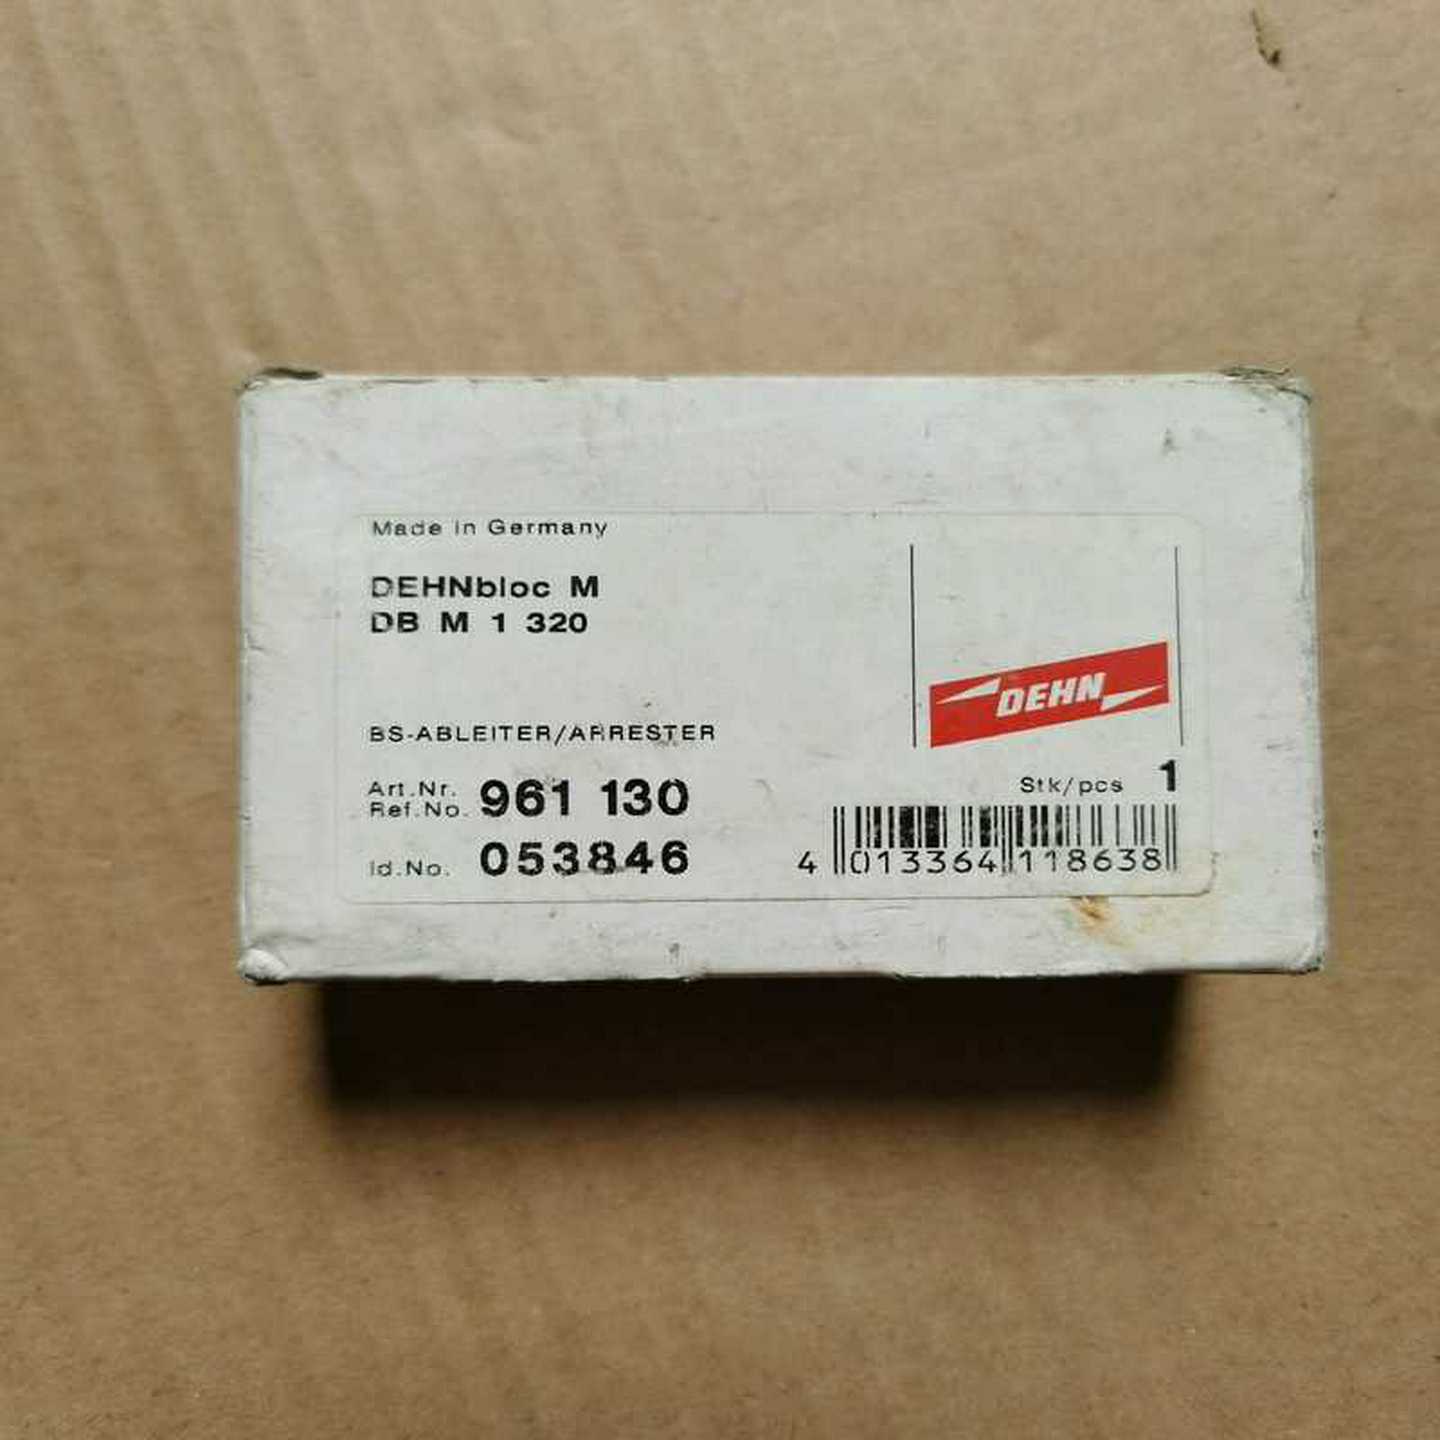 Made in Germany
DEHNbloc M
DB M 1 320
DEHN
BS-ABLEITER/ARRESTER
Art.Nr.
Ref.No. 961 130
Id.No. 053846
Stk/pcs 1
4 013364 118638